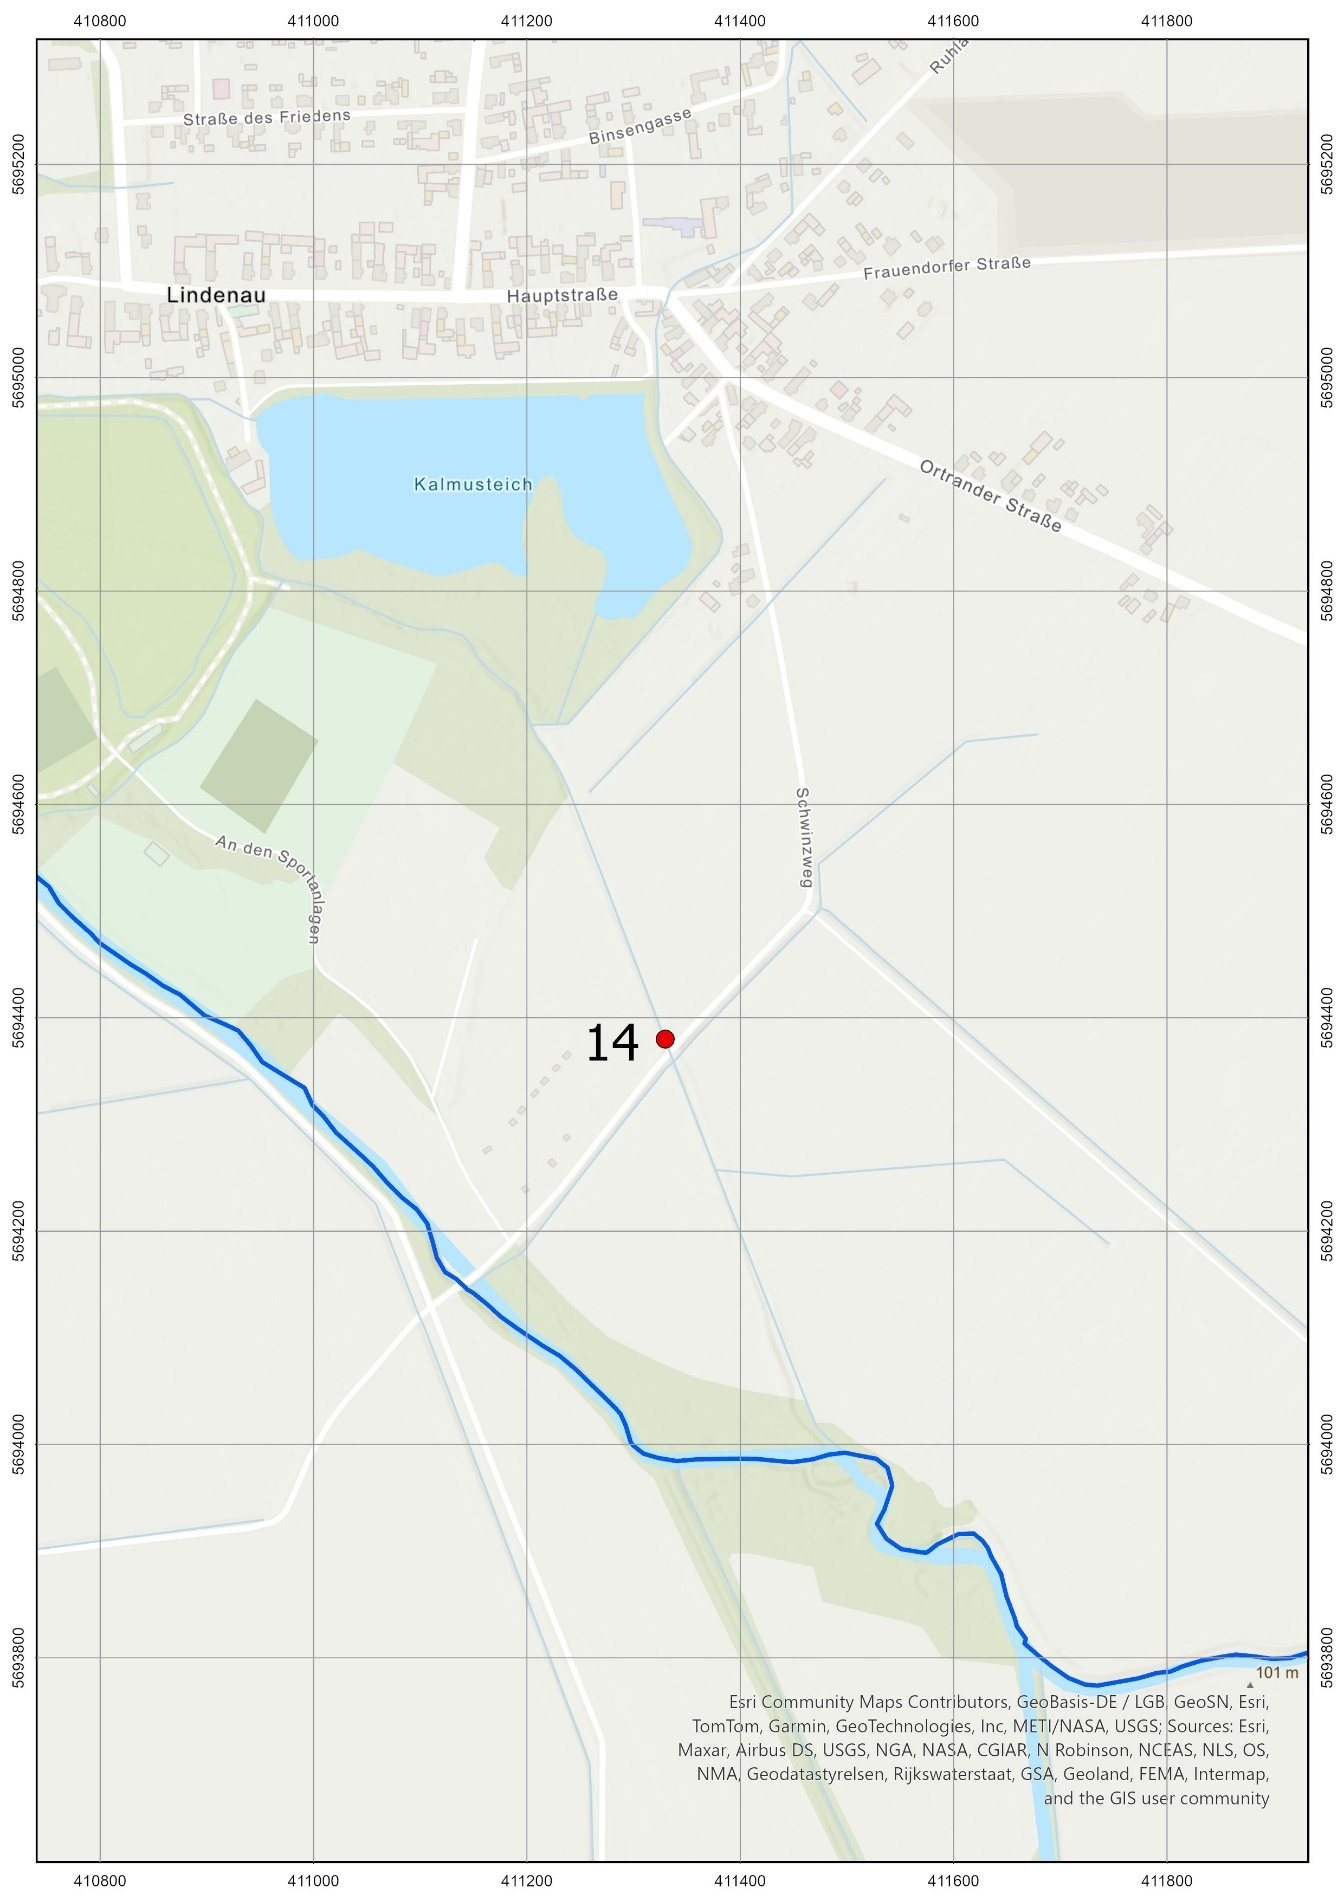 410800 411000 411200 411400 411600 411800
Ruhla
Straße des Friedens
Binsengasse
5695200 5695200
Frauendorfer Straße
Lindenau Hauptstraße
5695000 5695000
Kalmusteich
Ortrander Straße
5694800 5694800
5694600 5694600
Schwinzweg
An den Sportanlagen
5694400 5694400
14
5694200 5694200
5694000 5694000
5693800 5693800
101 m
Esri Community Maps Contributors, GeoBasis-DE / LGB, GeoSN, Esri,
TomTom, Garmin, GeoTechnologies, Inc, METI/NASA, USGS; Sources: Esri,
Maxar, Airbus DS, USGS, NGA, NASA, CGIAR, N Robinson, NCEAS, NLS, OS,
NMA, Geodatastyrelsen, Rijkswaterstaat, GSA, Geoland, FEMA, Intermap,
and the GIS user community
410800 411000 411200 411400 411600 411800